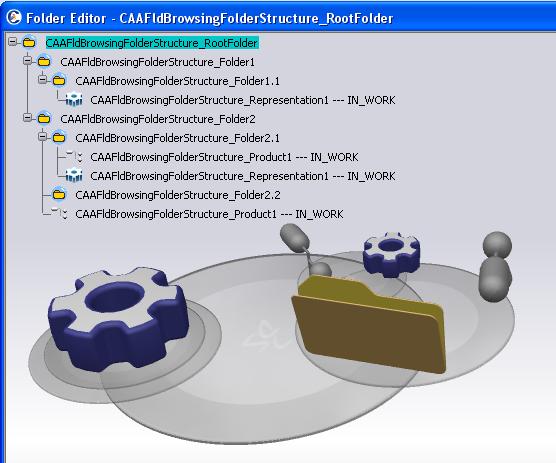 Folder Editor - CAAFldBrowsingFolderStructure_RootFolder
CAAFldBrowsingFolderStructure_RootFolder
CAAFldBrowsingFolderStructure_Folder1
CAAFldBrowsingFolderStructure_Folder1.1
CAAFldBrowsingFolderStructure_Representation1 --- IN_WORK
CAAFldBrowsingFolderStructure_Folder2
CAAFldBrowsingFolderStructure_Folder2.1
CAAFldBrowsingFolderStructure_Product1 --- IN_WORK
CAAFldBrowsingFolderStructure_Representation1 --- IN_WORK
CAAFldBrowsingFolderStructure_Folder2.2
CAAFldBrowsingFolderStructure_Product1 --- IN_WORK